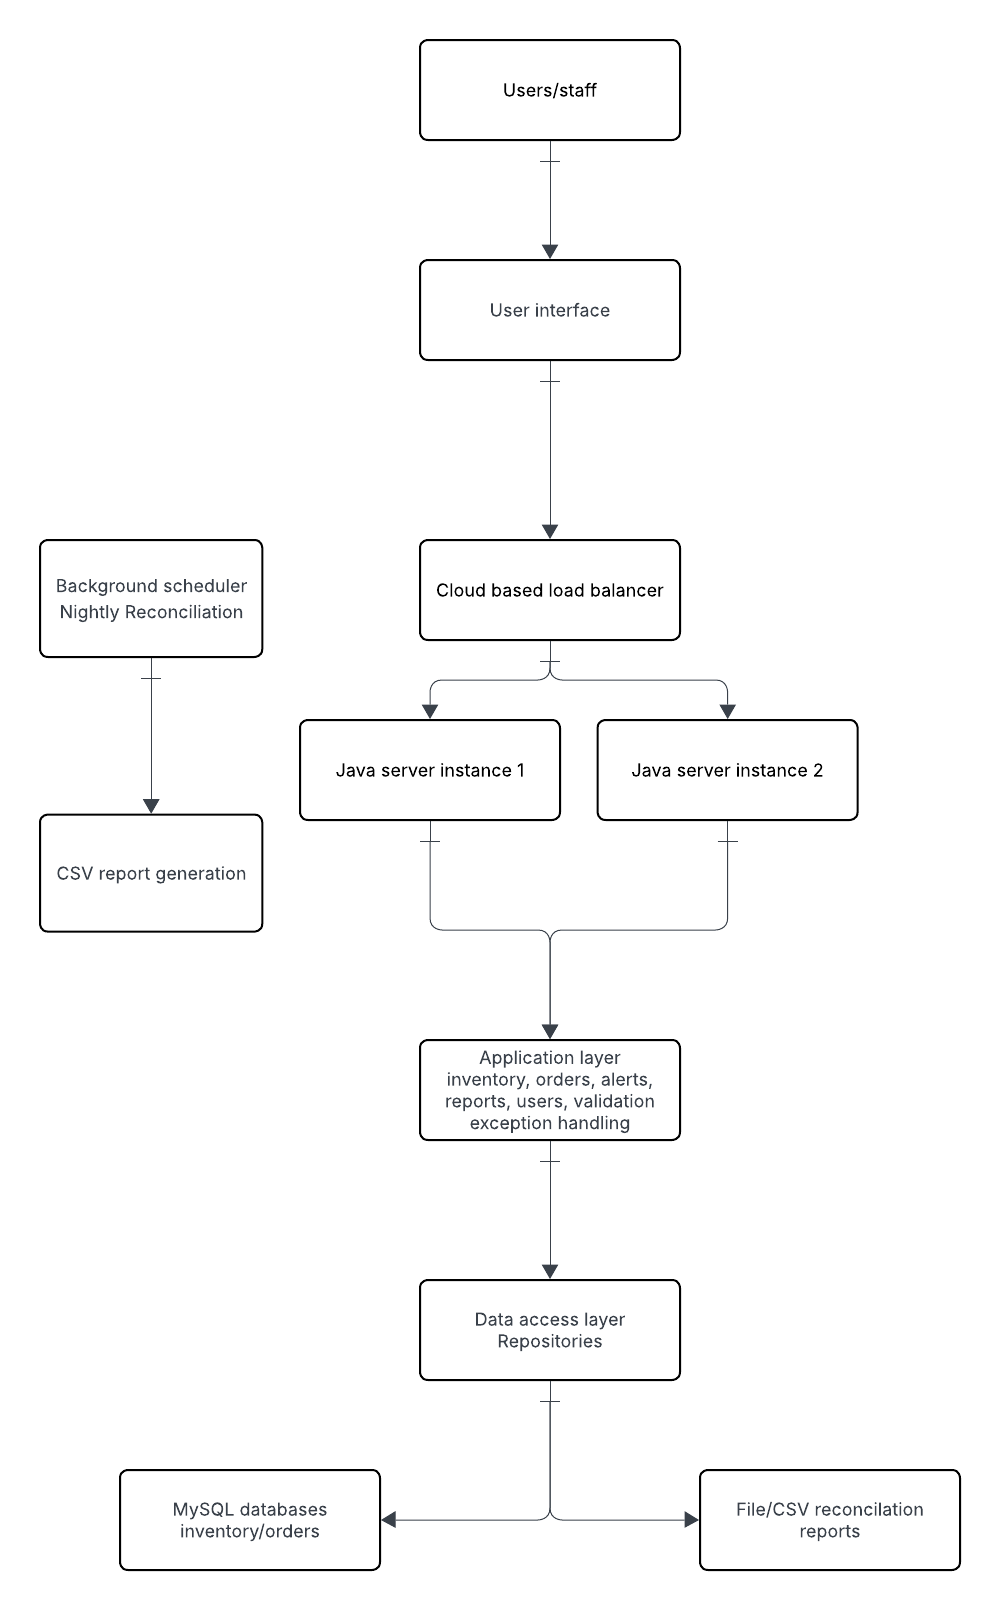 Users/staff
User interface
Cloud based load balancer
Background scheduler
Nightly Reconciliation
Java server instance 1
Java server instance 2
CSV report generation
Application layer
inventory, orders, alerts,
reports, users, validation
exception handling
Data access layer
Repositories
MySQL databases
inventory/orders
File/CSV reconcilation
reports